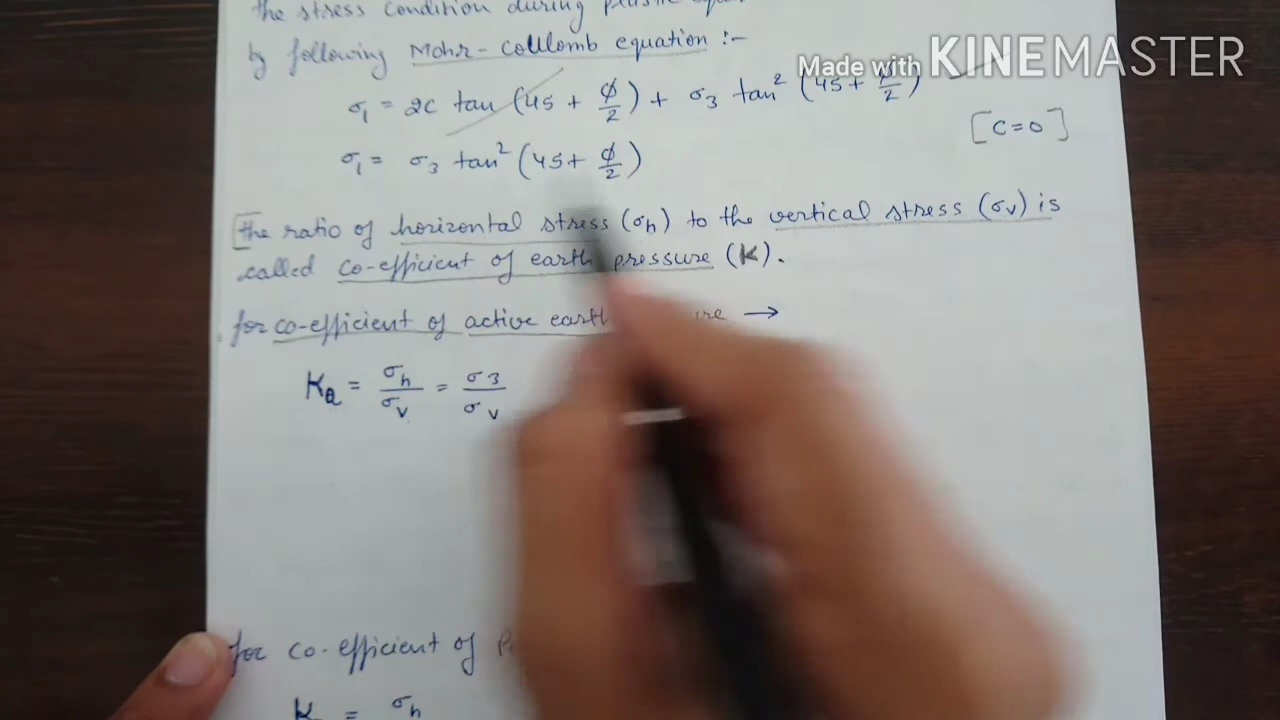 the stress condition during plastic
by following Mohr-Coulomb equation :-
Made with KINEMASTER
σ1 = 2C tan (45 + φ/2) + σ3 tan² (45 + φ/2)
[C=0]
σ1 = σ3 tan² (45 + φ/2)
the ratio of horizontal stress (σh) to the vertical stress (σv) is
called co-efficient of earth pressure (K).
for co-efficient of active earth →
Ka = σh/σv = σ3/σv
for co-efficient of
K = σh